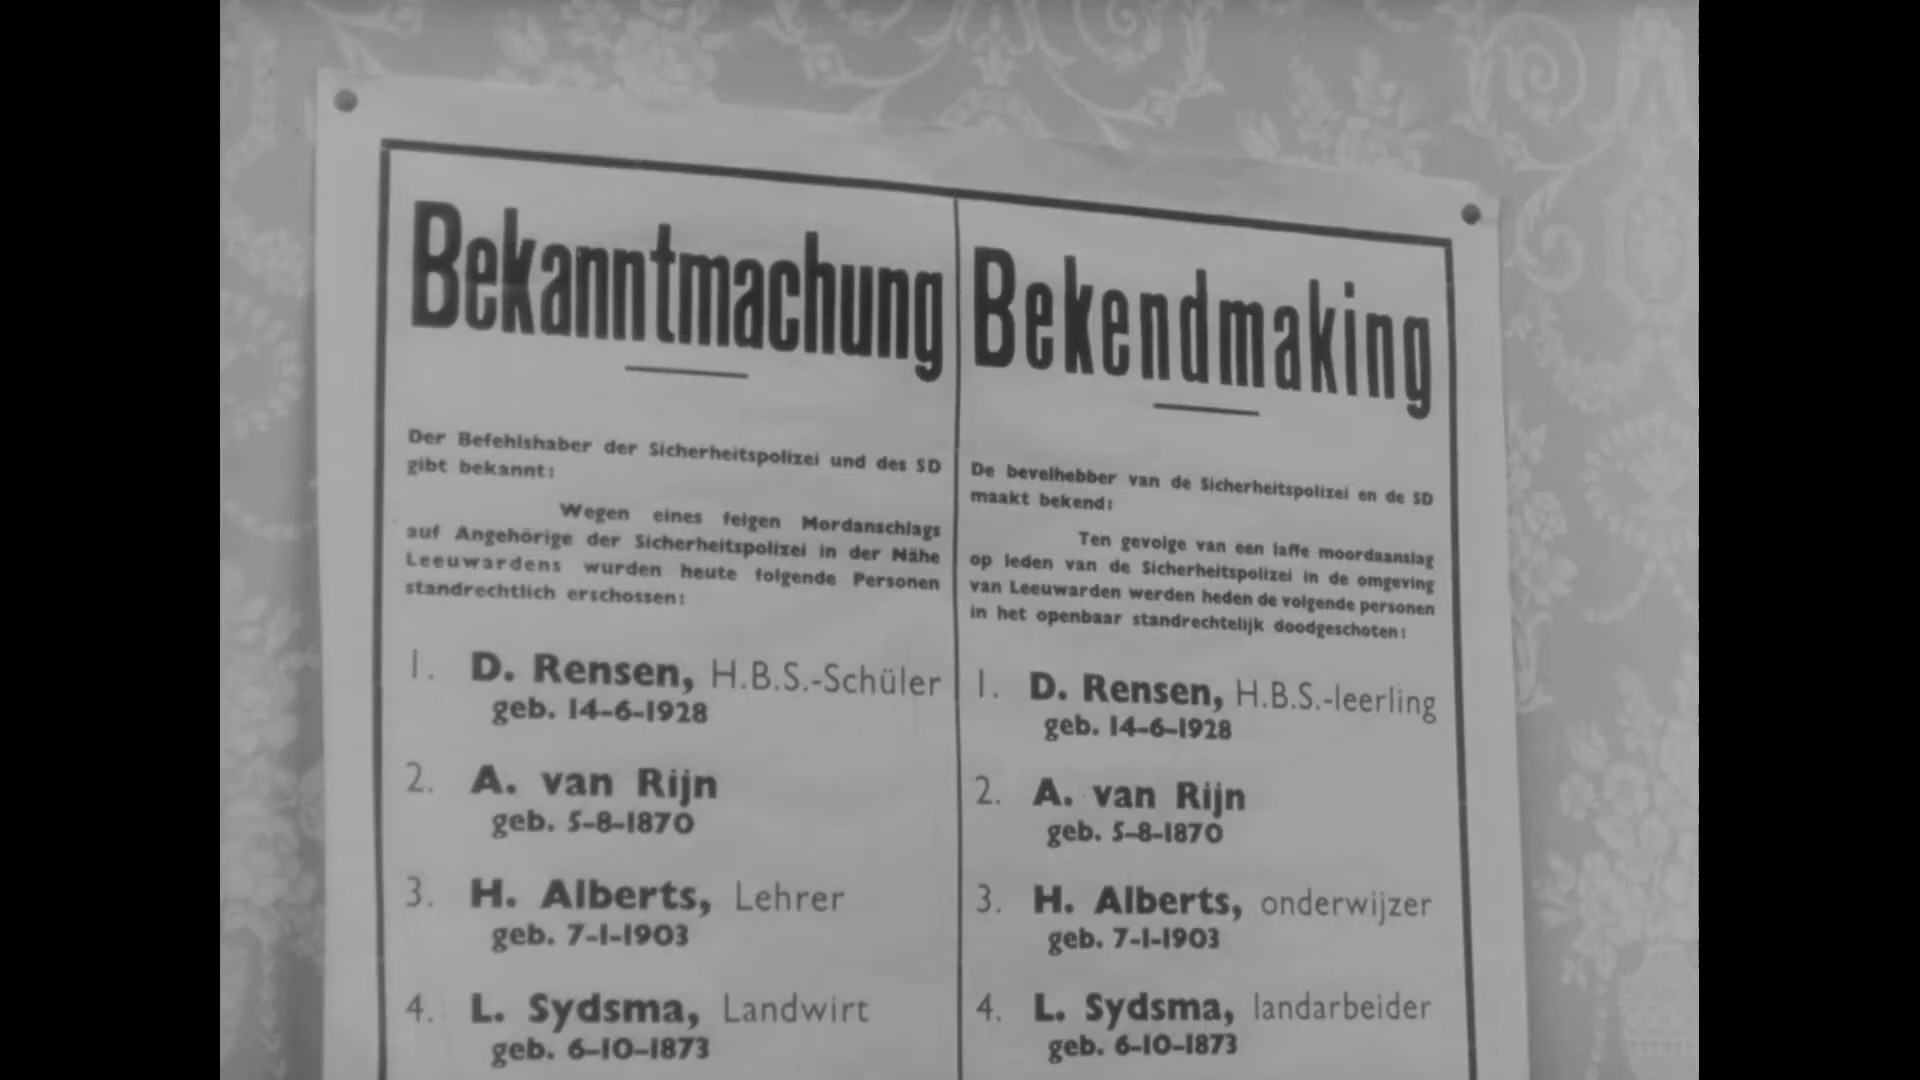 Bekanntmachung
Der Befehlshaber der Sicherheitspolizei und des SD
gibt bekannt:
Wegen eines feigen Mordanschlags
auf Angehörige der Sicherheitspolizei in der Nähe
Leeuwardens wurden heute folgende Personen
standrechtlich erschossen:
1. D. Rensen, H.B.S.-Schüler
geb. 14-6-1928
2. A. van Rijn
geb. 5-8-1870
3. H. Alberts, Lehrer
geb. 7-1-1903
4. L. Sydsma, Landwirt
geb. 6-10-1873
Bekendmaking
De bevelhebber van de Sicherheitspolizei en de SD
maakt bekend:
Ten gevolge van een laffe moordaanslag
op leden van de Sicherheitspolizei in de omgeving
van Leeuwarden werden heden de volgende personen
in het openbaar standrechtelijk doodgeschoten:
1. D. Rensen, H.B.S.-leerling
geb. 14-6-1928
2. A. van Rijn
geb. 5-8-1870
3. H. Alberts, onderwijzer
geb. 7-1-1903
4. L. Sydsma, landarbeider
geb. 6-10-1873